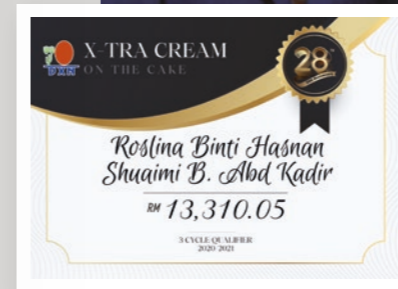 X-TRA CREAM
DXN ON THE CAKE
28
Roslina Binti Hasnan
Shuaimi B. Abd Kadir
RM 13,310.05
3 CYCLE QUALIFIER
2020/2021